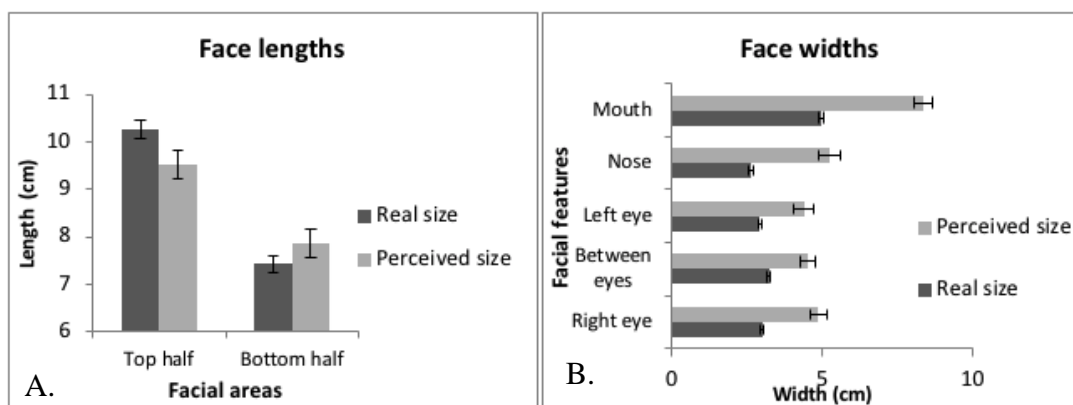 Face lengths
11
10
9
8
7
6
Length (cm)
Top half
Bottom half
Facial areas
Real size
Perceived size
A.
Face widths
Mouth
Nose
Left eye
Between
eyes
Right eye
Facial features
0
5
10
Width (cm)
Perceived size
Real size
B.